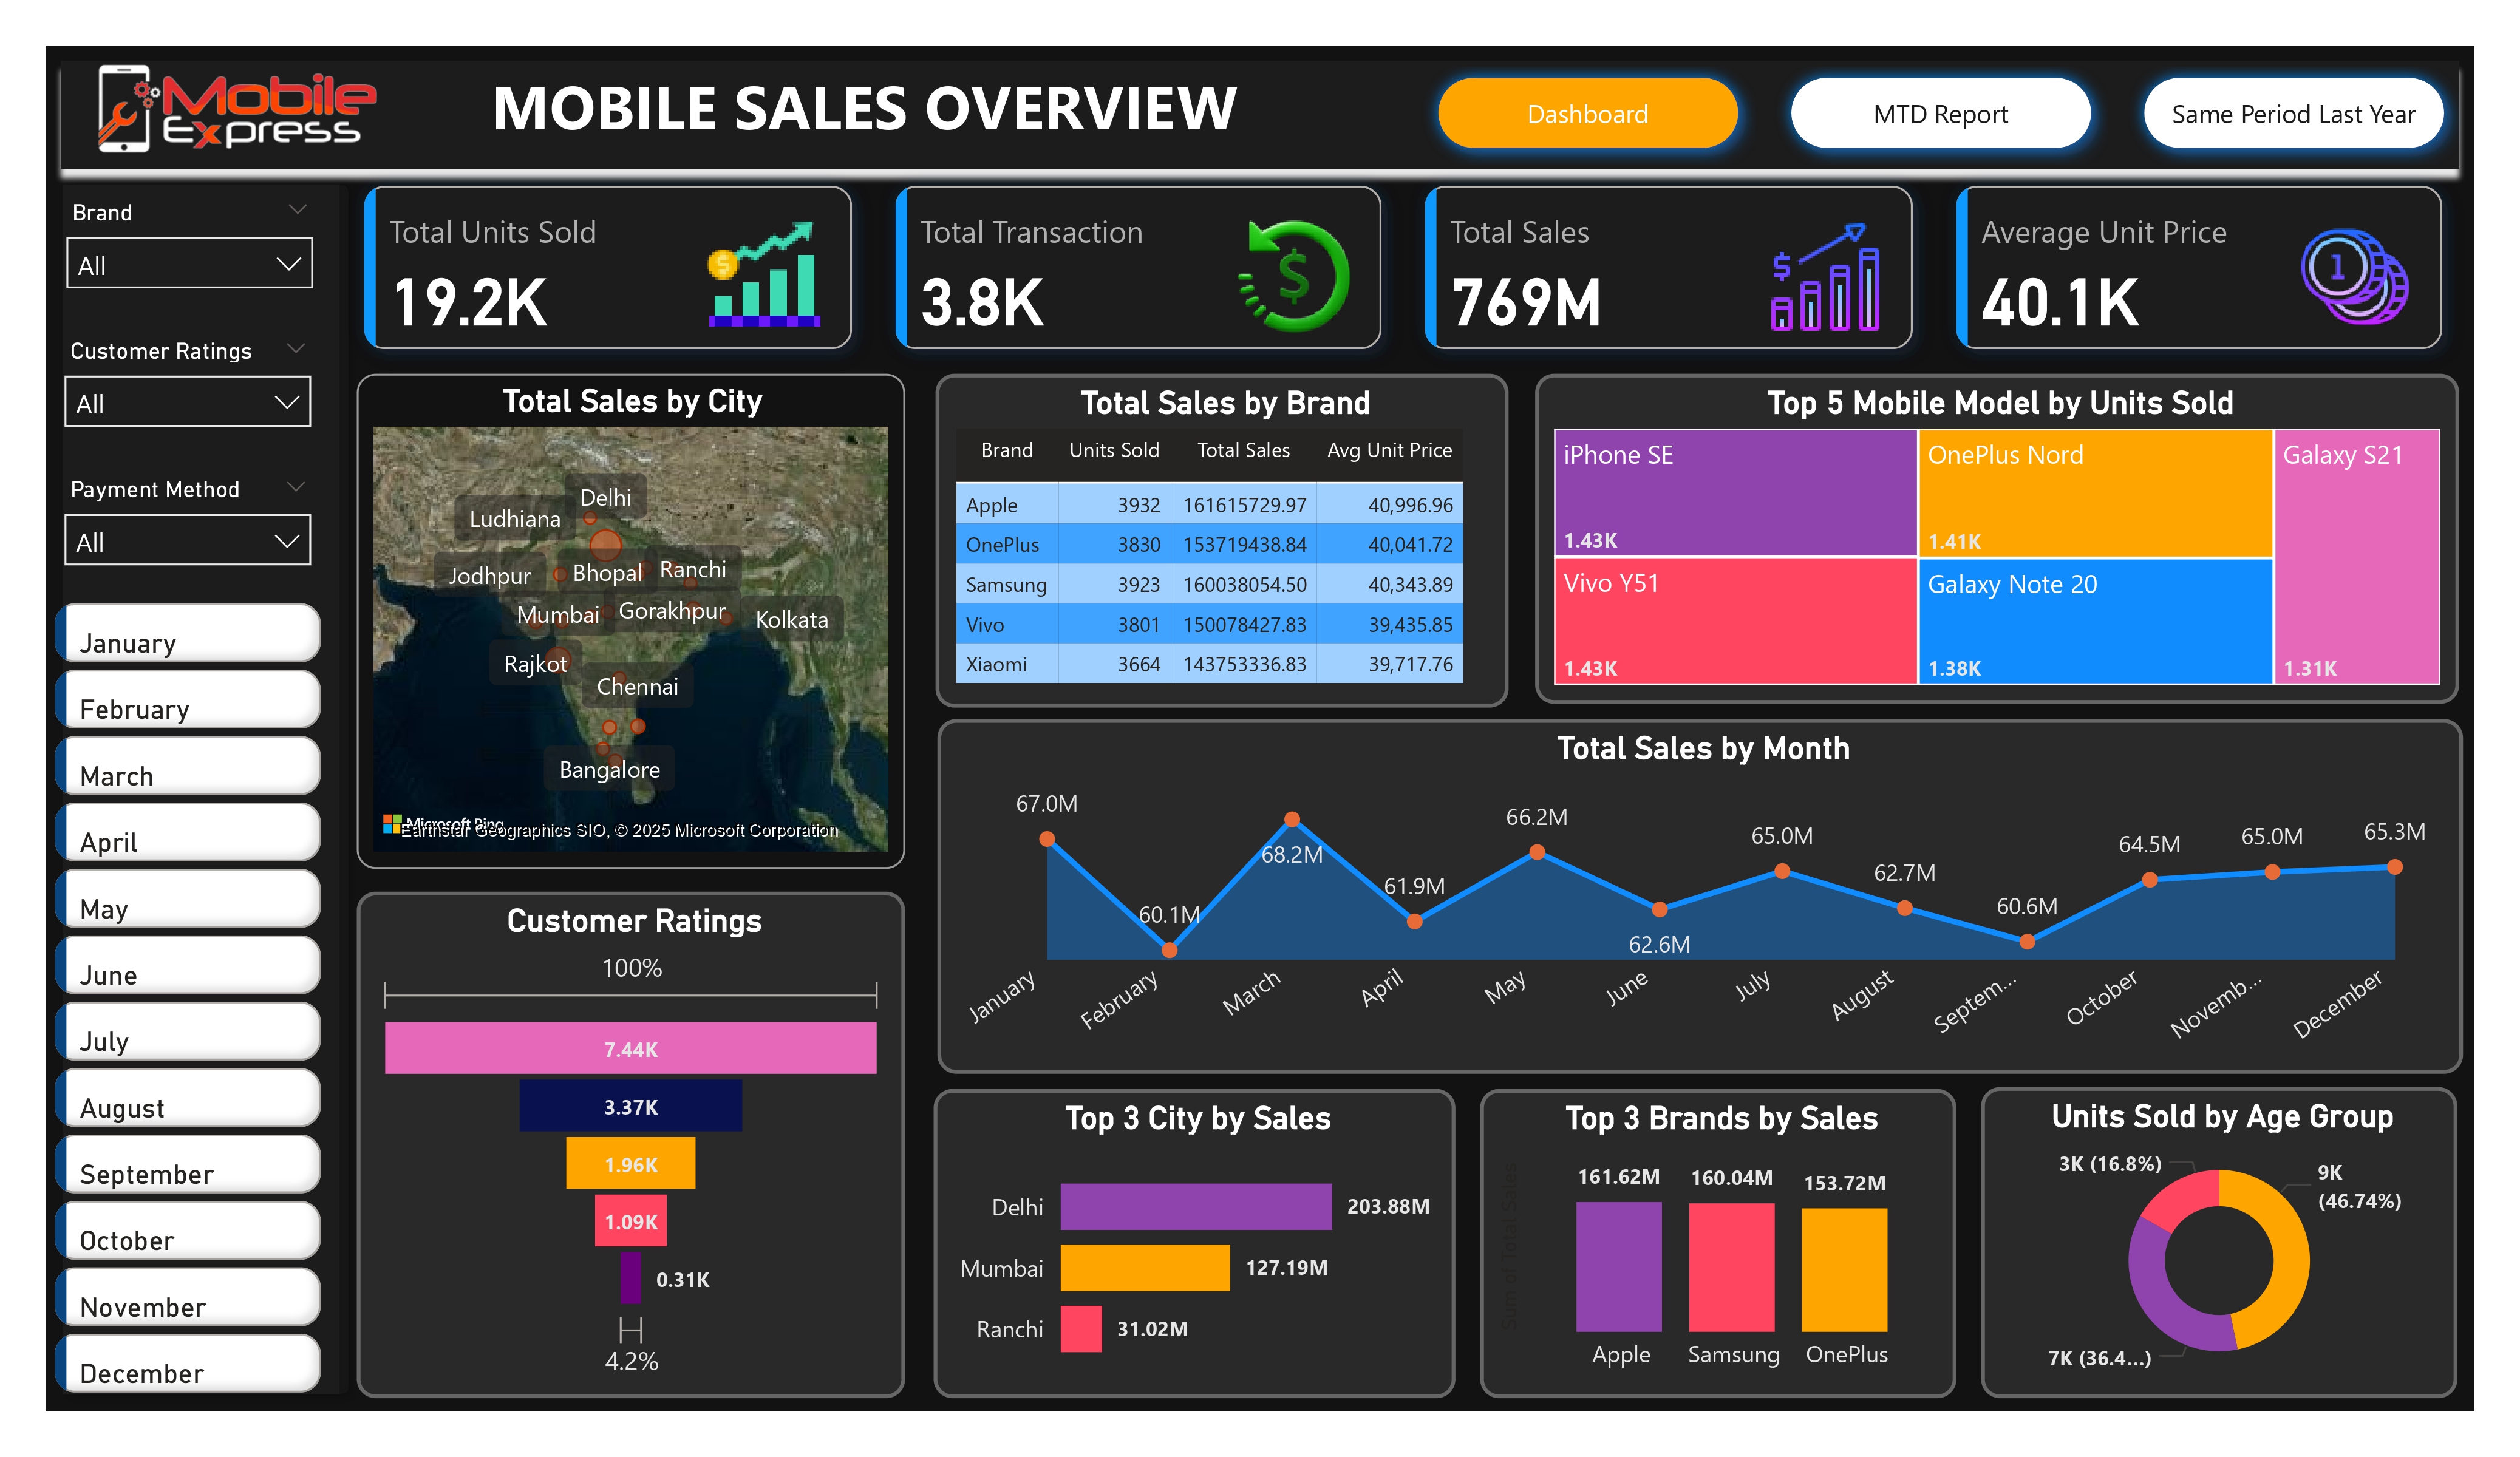 Mobile
Express
MOBILE SALES OVERVIEW
Dashboard
MTD Report
Same Period Last Year
Brand
All
Customer Ratings
All
Payment Method
All
January
February
March
April
May
June
July
August
September
October
November
December
Total Units Sold
19.2K
Total Transaction
3.8K
Total Sales
769M
Average Unit Price
40.1K
Total Sales by City
Delhi
Ludhiana
Jodhpur
Bhopal
Ranchi
Mumbai
Gorakhpur
Kolkata
Rajkot
Chennai
Bangalore
Microsoft Bing
Earthstar Geographics SIO, © 2025 Microsoft Corporation
Total Sales by Brand
Brand Units Sold Total Sales Avg Unit Price
Apple 3932 161615729.97 40,996.96
OnePlus 3830 153719438.84 40,041.72
Samsung 3923 160038054.50 40,343.89
Vivo 3801 150078427.83 39,435.85
Xiaomi 3664 143753336.83 39,717.76
Top 5 Mobile Model by Units Sold
iPhone SE
1.43K
Vivo Y51
1.43K
OnePlus Nord
1.41K
Galaxy Note 20
1.38K
Galaxy S21
1.31K
Total Sales by Month
67.0M
60.1M
68.2M
61.9M
66.2M
62.6M
65.0M
62.7M
60.6M
64.5M
65.0M
65.3M
January
February
March
April
May
June
July
August
Septem...
October
Novemb...
December
Customer Ratings
100%
7.44K
3.37K
1.96K
1.09K
0.31K
4.2%
Top 3 City by Sales
Delhi 203.88M
Mumbai 127.19M
Ranchi 31.02M
Top 3 Brands by Sales
Sum of Total Sales
161.62M
160.04M
153.72M
Apple
Samsung
OnePlus
Units Sold by Age Group
3K (16.8%)
9K
(46.74%)
7K (36.4...)